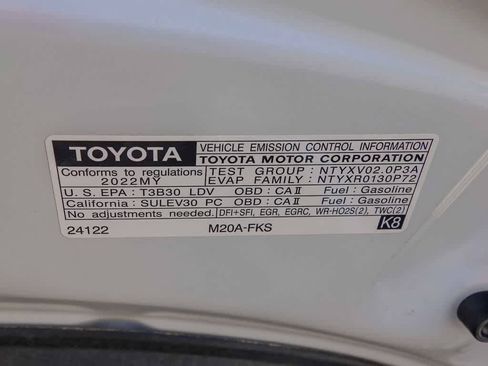 TOYOTA VEHICLE EMISSION CONTROL INFORMATION
TOYOTA MOTOR CORPORATION
Conforms to regulations TEST GROUP : NTYXV02.0P3A
2022MY EVAP FAMILY : NTYXR0130P72
U.S. EPA : T3B30 LDV OBD : CAⅡ Fuel : Gasoline
California : SULEV30 PC OBD : CAⅡ Fuel : Gasoline
No adjustments needed. DFI+SFI, EGR, EGRC, WR-HO2S(2), TWC(2)
24122 M20A-FKS K8